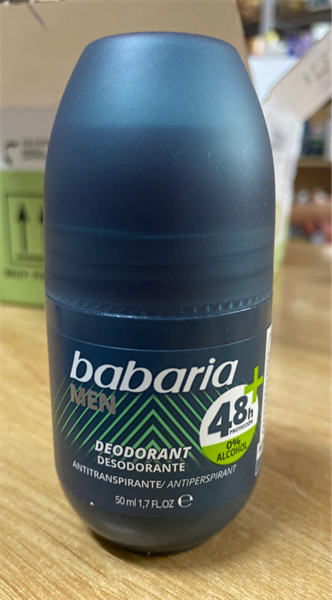 babaria
MEN
48h+
PROTECCIÓN
0%
ALCOHOL
DEODORANT
DESODORANTE
ANTITRANSPIRANTE/ANTIPERSPIRANT
50 ml 1,7 FL.OZ ℮